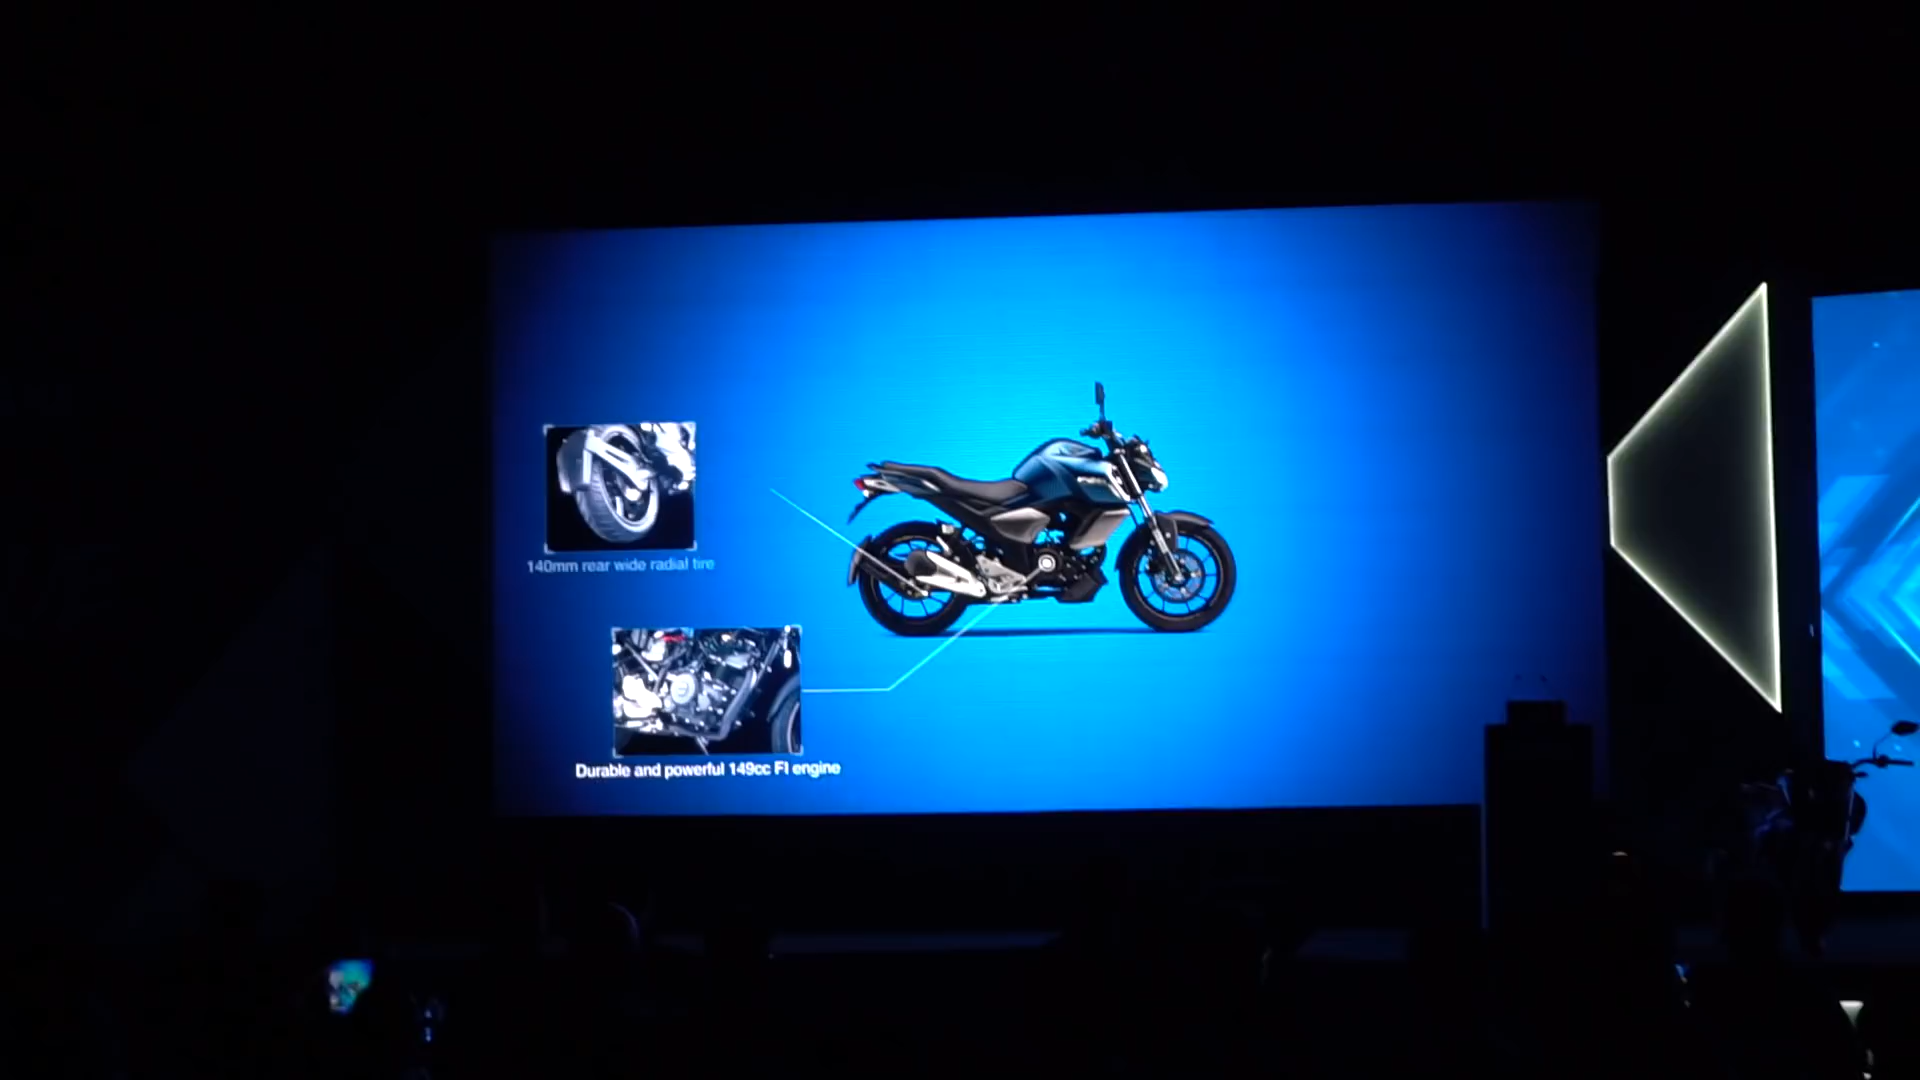 140mm rear wide radial tire
Durable and powerful 149cc FI engine